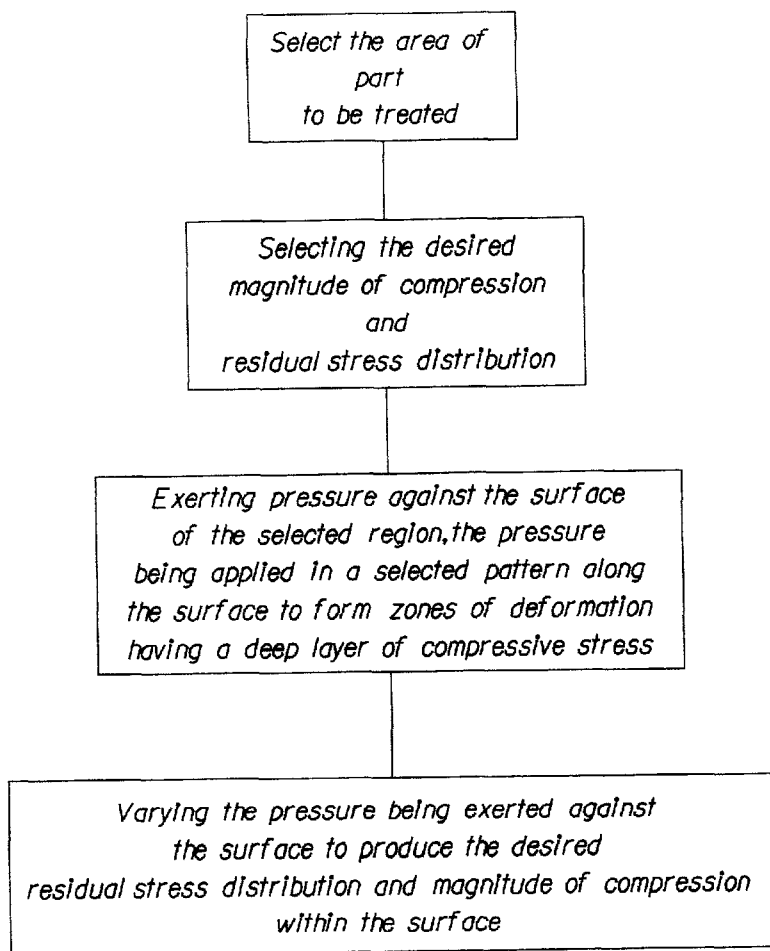 Select the area of
part
to be treated
Selecting the desired
magnitude of compression
and
residual stress distribution
Exerting pressure against the surface
of the selected region, the pressure
being applied in a selected pattern along
the surface to form zones of deformation
having a deep layer of compressive stress
Varying the pressure being exerted against
the surface to produce the desired
residual stress distribution and magnitude of compression
within the surface